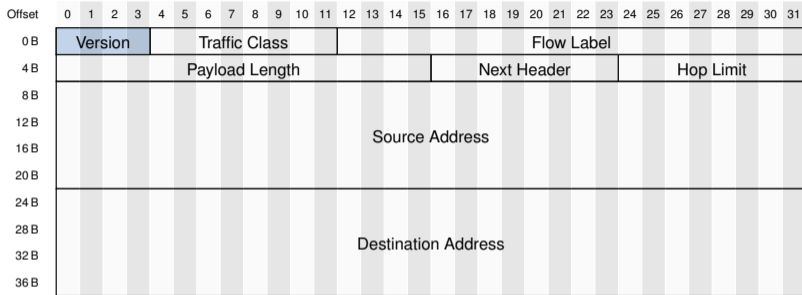 Offset 0 1 2 3 4 5 6 7 8 9 10 11 12 13 14 15 16 17 18 19 20 21 22 23 24 25 26 27 28 29 30 31
0 B Version Traffic Class Flow Label
4 B Payload Length Next Header Hop Limit
8 B
12 B
Source Address
16 B
20 B
24 B
28 B
Destination Address
32 B
36 B